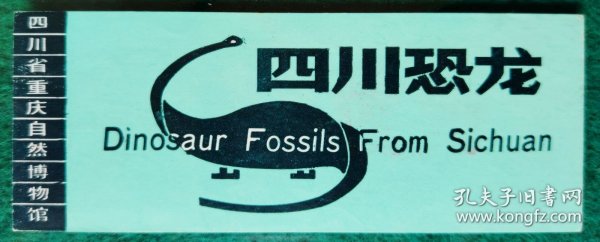 四川省重庆自然博物馆
四川恐龙
Dinosaur Fossils From Sichuan
孔夫子旧书网
www.kongfz.com